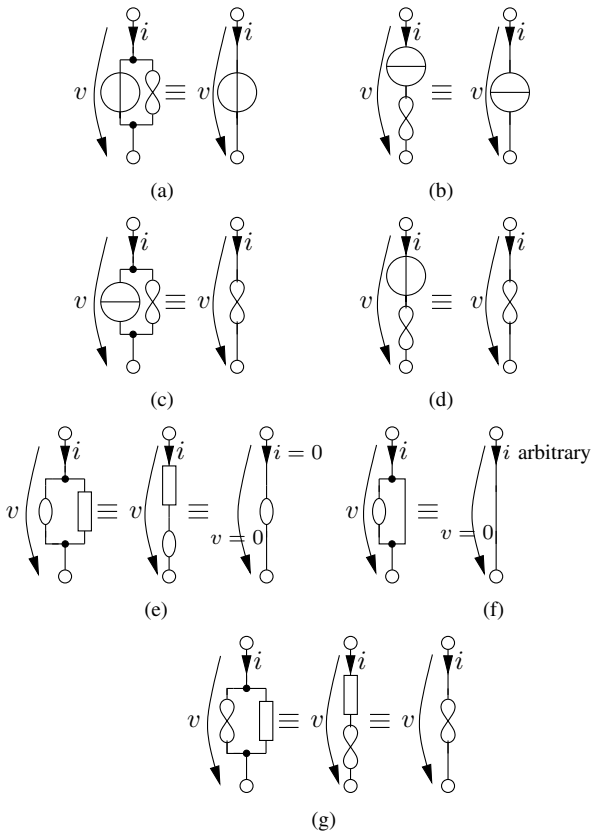 i i i i
v ≡ v v ≡ v
(a) (b)
i i i i
v ≡ v v ≡ v
(c) (d)
i i i = 0 i i arbitrary
v ≡ v ≡ v = 0 v ≡ v = 0
(e) (f)
i i i
v ≡ v ≡ v
(g)